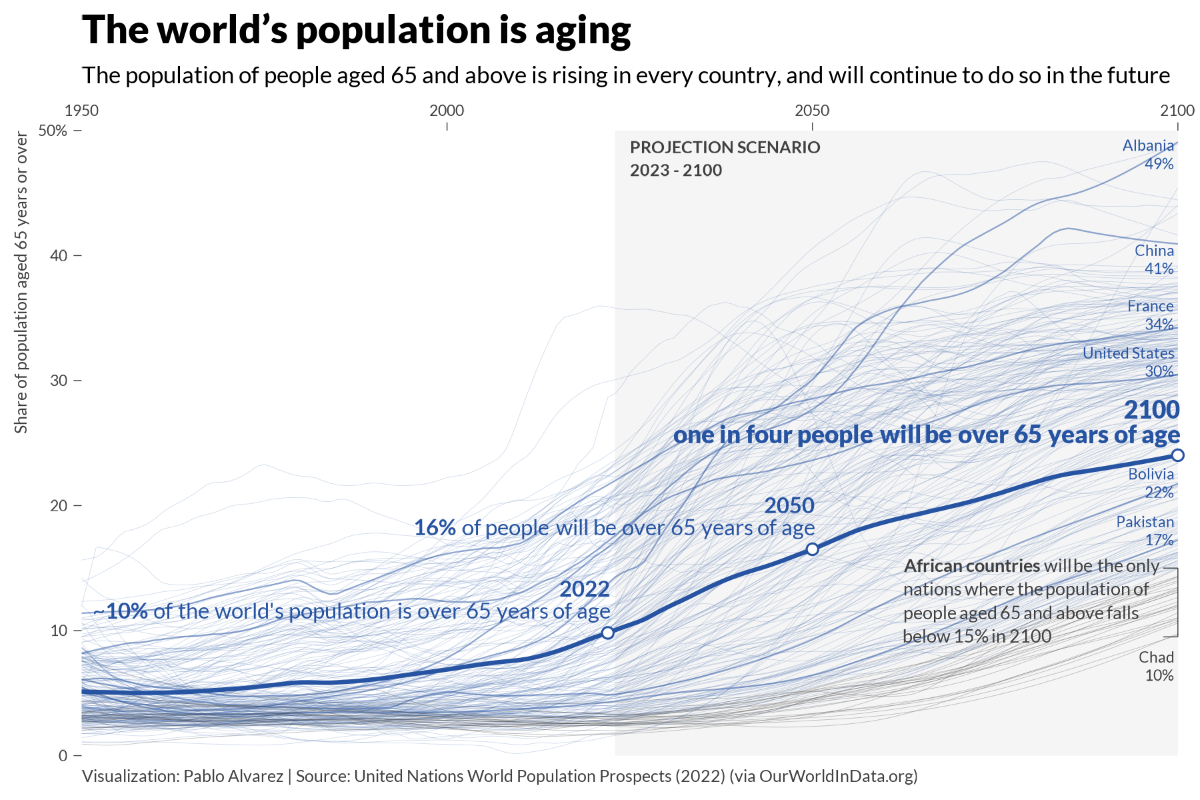 The world's population is aging
The population of people aged 65 and above is rising in every country, and will continue to do so in the future
1950 2000 2050 2100
Share of population aged 65 years or over
50%
40
30
20
10
0
PROJECTION SCENARIO
2023 - 2100
Albania
49%
China
41%
France
34%
United States
30%
2100
one in four people will be over 65 years of age
Bolivia
22%
2050
16% of people will be over 65 years of age
Pakistan
17%
2022
~10% of the world's population is over 65 years of age
African countries will be the only
nations where the population of
people aged 65 and above falls
below 15% in 2100
Chad
10%
Visualization: Pablo Alvarez | Source: United Nations World Population Prospects (2022) (via OurWorldInData.org)